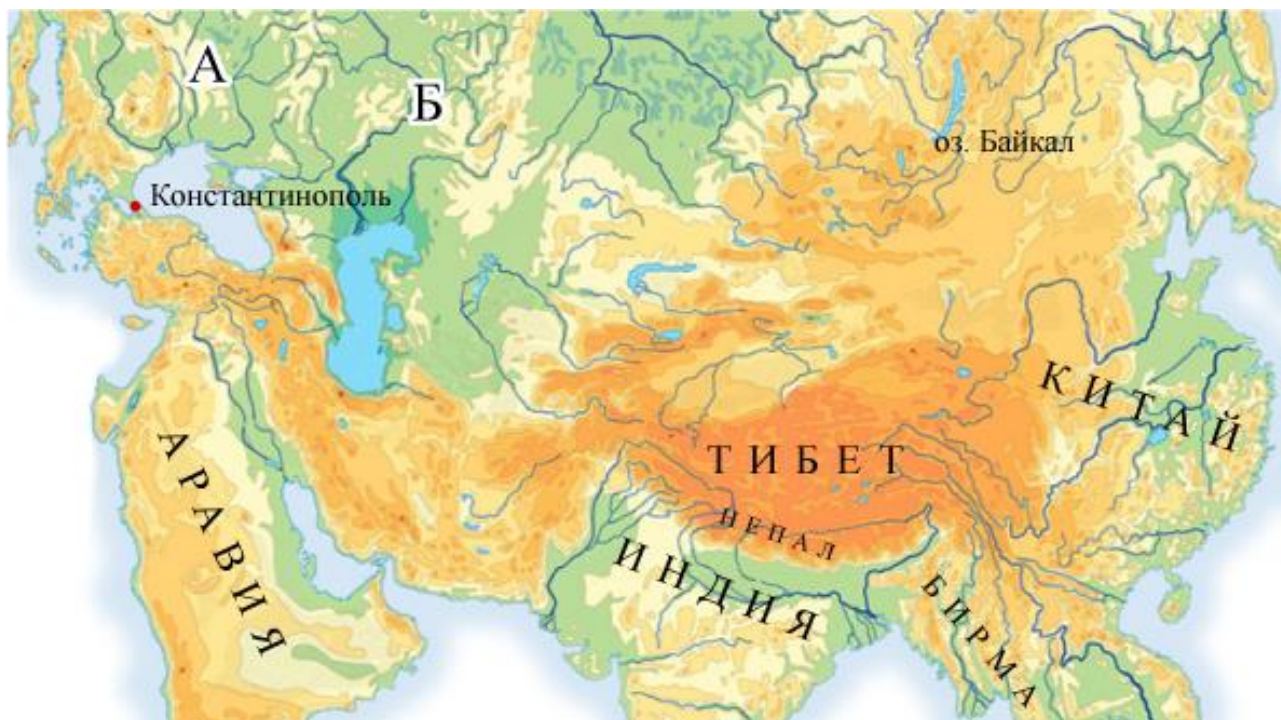 А
Б
оз. Байкал
Константинополь
КИТАЙ
ТИБЕТ
АРАВИЯ
НЕПАЛ
ИНДИЯ
БИРМА